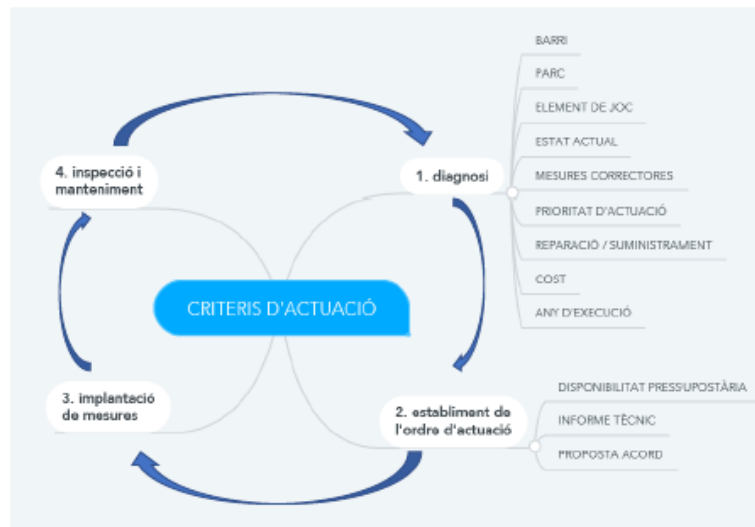 BARRI
PARC
ELEMENT DE JOC
ESTAT ACTUAL
MESURES CORRECTORES
PRIORITAT D'ACTUACIÓ
REPARACIÓ / SUMINISTRAMENT
COST
ANY D'EXECUCIÓ
4. inspecció i
manteniment
1. diagnosi
CRITERIS D'ACTUACIÓ
3. implantació
de mesures
2. establiment de
l'ordre d'actuació
DISPONIBILITAT PRESSUPOSTÀRIA
INFORME TÈCNIC
PROPOSTA ACORD